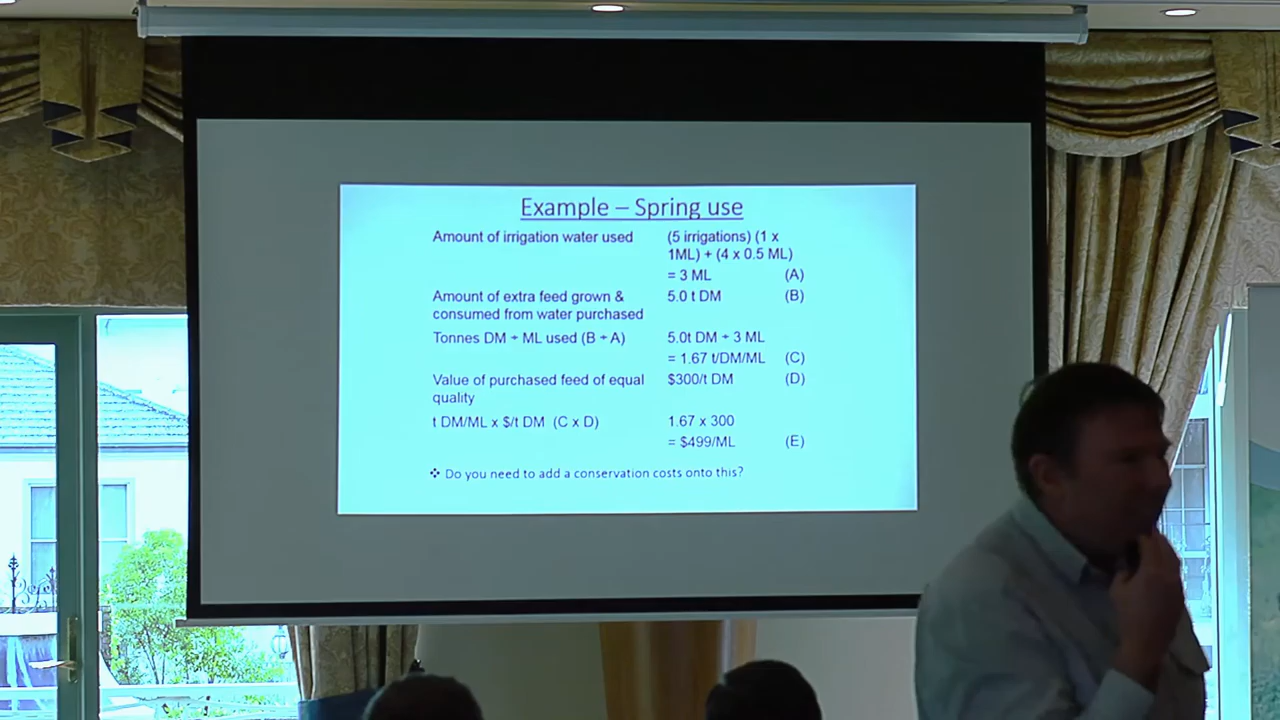 Example – Spring use
Amount of irrigation water used
(5 irrigations) (1 x
1ML) + (4 x 0.5 ML)
= 3 ML (A)
Amount of extra feed grown &
consumed from water purchased
5.0 t DM (B)
Tonnes DM ÷ ML used (B ÷ A)
5.0t DM ÷ 3 ML
= 1.67 t/DM/ML (C)
Value of purchased feed of equal
quality
$300/t DM (D)
t DM/ML x $/t DM (C x D)
1.67 x 300
= $499/ML (E)
❖ Do you need to add a conservation costs onto this?